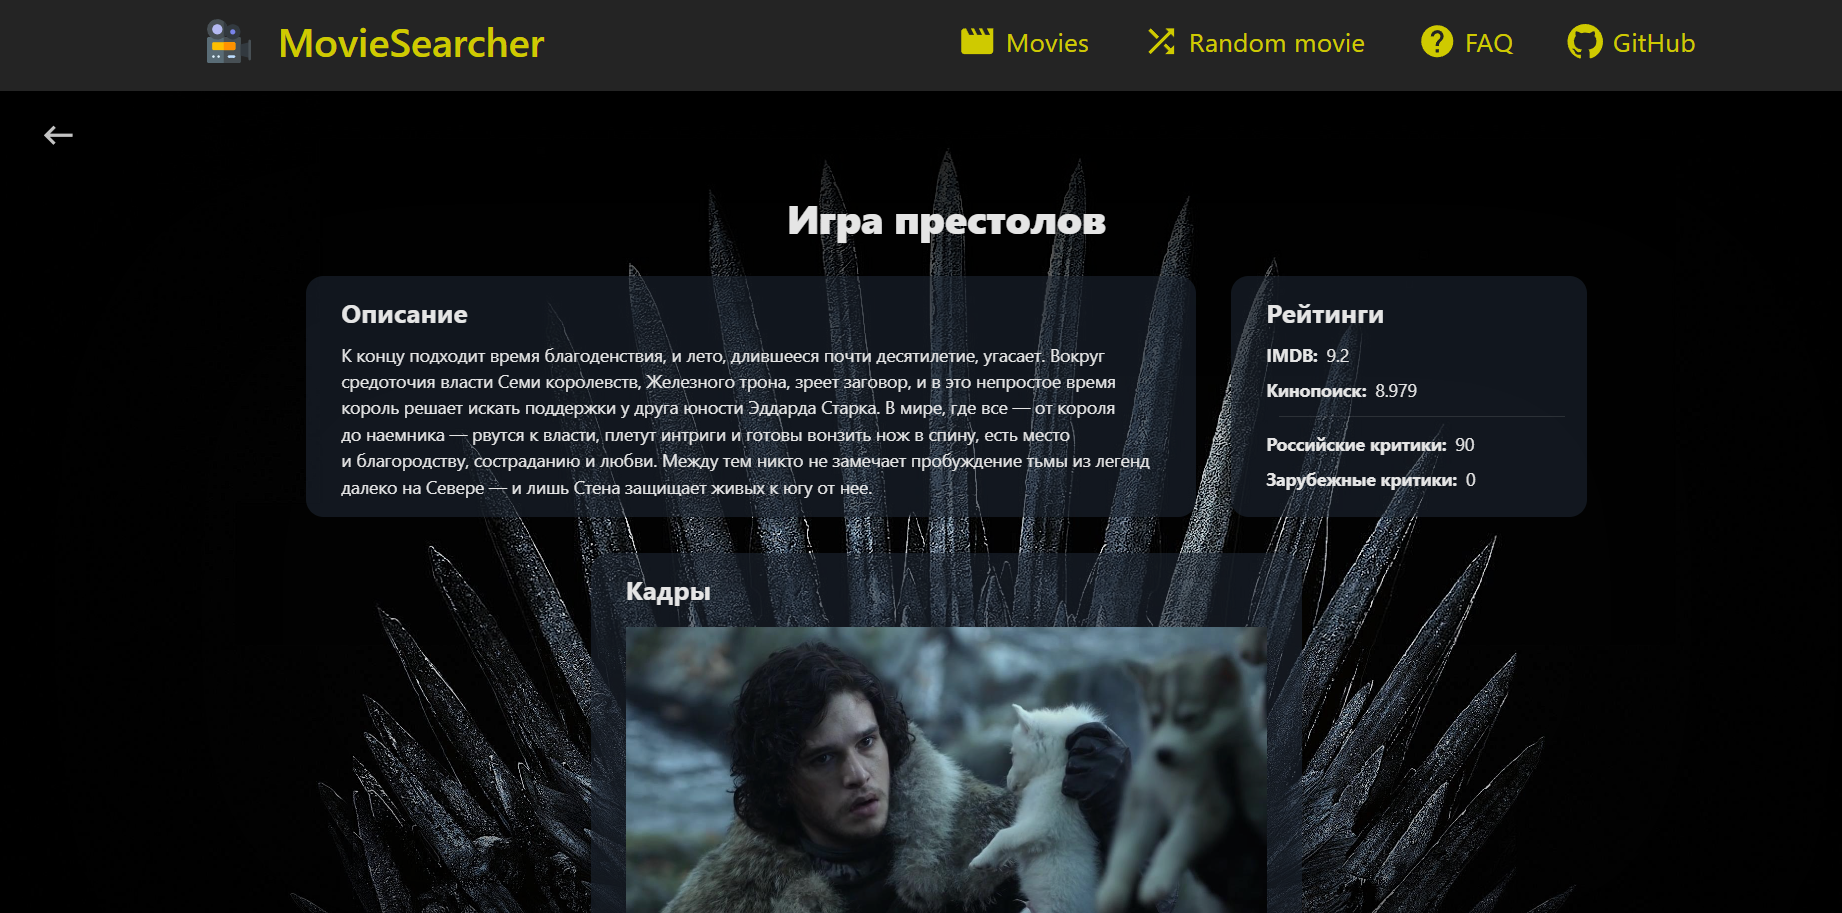 MovieSearcher
Movies
Random movie
FAQ
GitHub
Игра престолов
Описание
К концу подходит время благоденствия, и лето, длившееся почти десятилетие, угасает. Вокруг
средоточия власти Семи королевств, Железного трона, зреет заговор, и в это непростое время
король решает искать поддержки у друга юности Эддарда Старка. В мире, где все — от короля
до наемника — рвутся к власти, плетут интриги и готовы вонзить нож в спину, есть место
и благородству, состраданию и любви. Между тем никто не замечает пробуждение тьмы из легенд
далеко на Севере — и лишь Стена защищает живых к югу от нее.
Рейтинги
IMDB: 9.2
Кинопоиск: 8.979
Российские критики: 90
Зарубежные критики: 0
Кадры